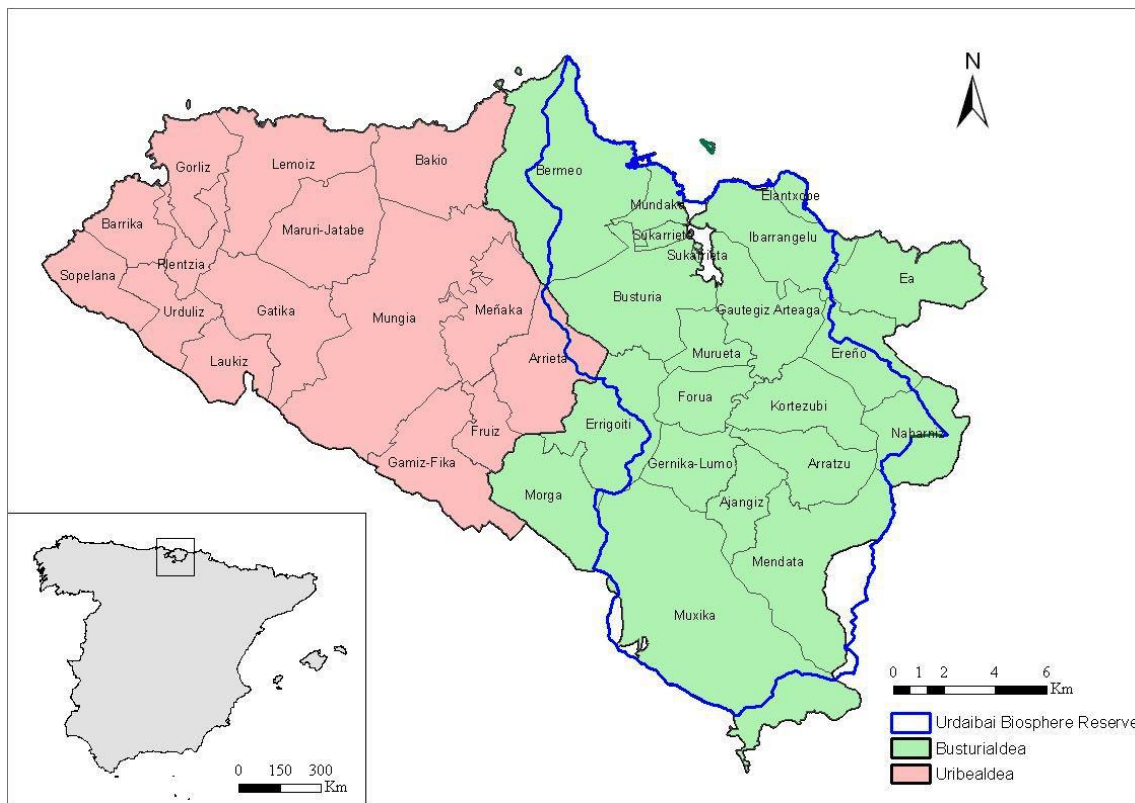 N
Gorliz
Lemoiz
Bakio
Bermeo
Elantxobe
Mundaka
Barrika
Maruri-Jatabe
Sukarrieta
Ibarrangelu
Sukarrieta
Plentzia
Sopelana
Ea
Busturia
Urduliz
Gatika
Mungia
Meñaka
Gautegiz Arteaga
Laukiz
Arrieta
Murueta
Ereño
Forua
Kortezubi
Errigoiti
Fruiz
Naharniz
Gamiz-Fika
Gernika-Lumo
Arratzu
Morga
Ajangiz
Mendata
Muxika
0 2 4 6
Km
Urdaibai Biosphere Reserve
Busturialdea
Uribealdea
0 150 300
Km